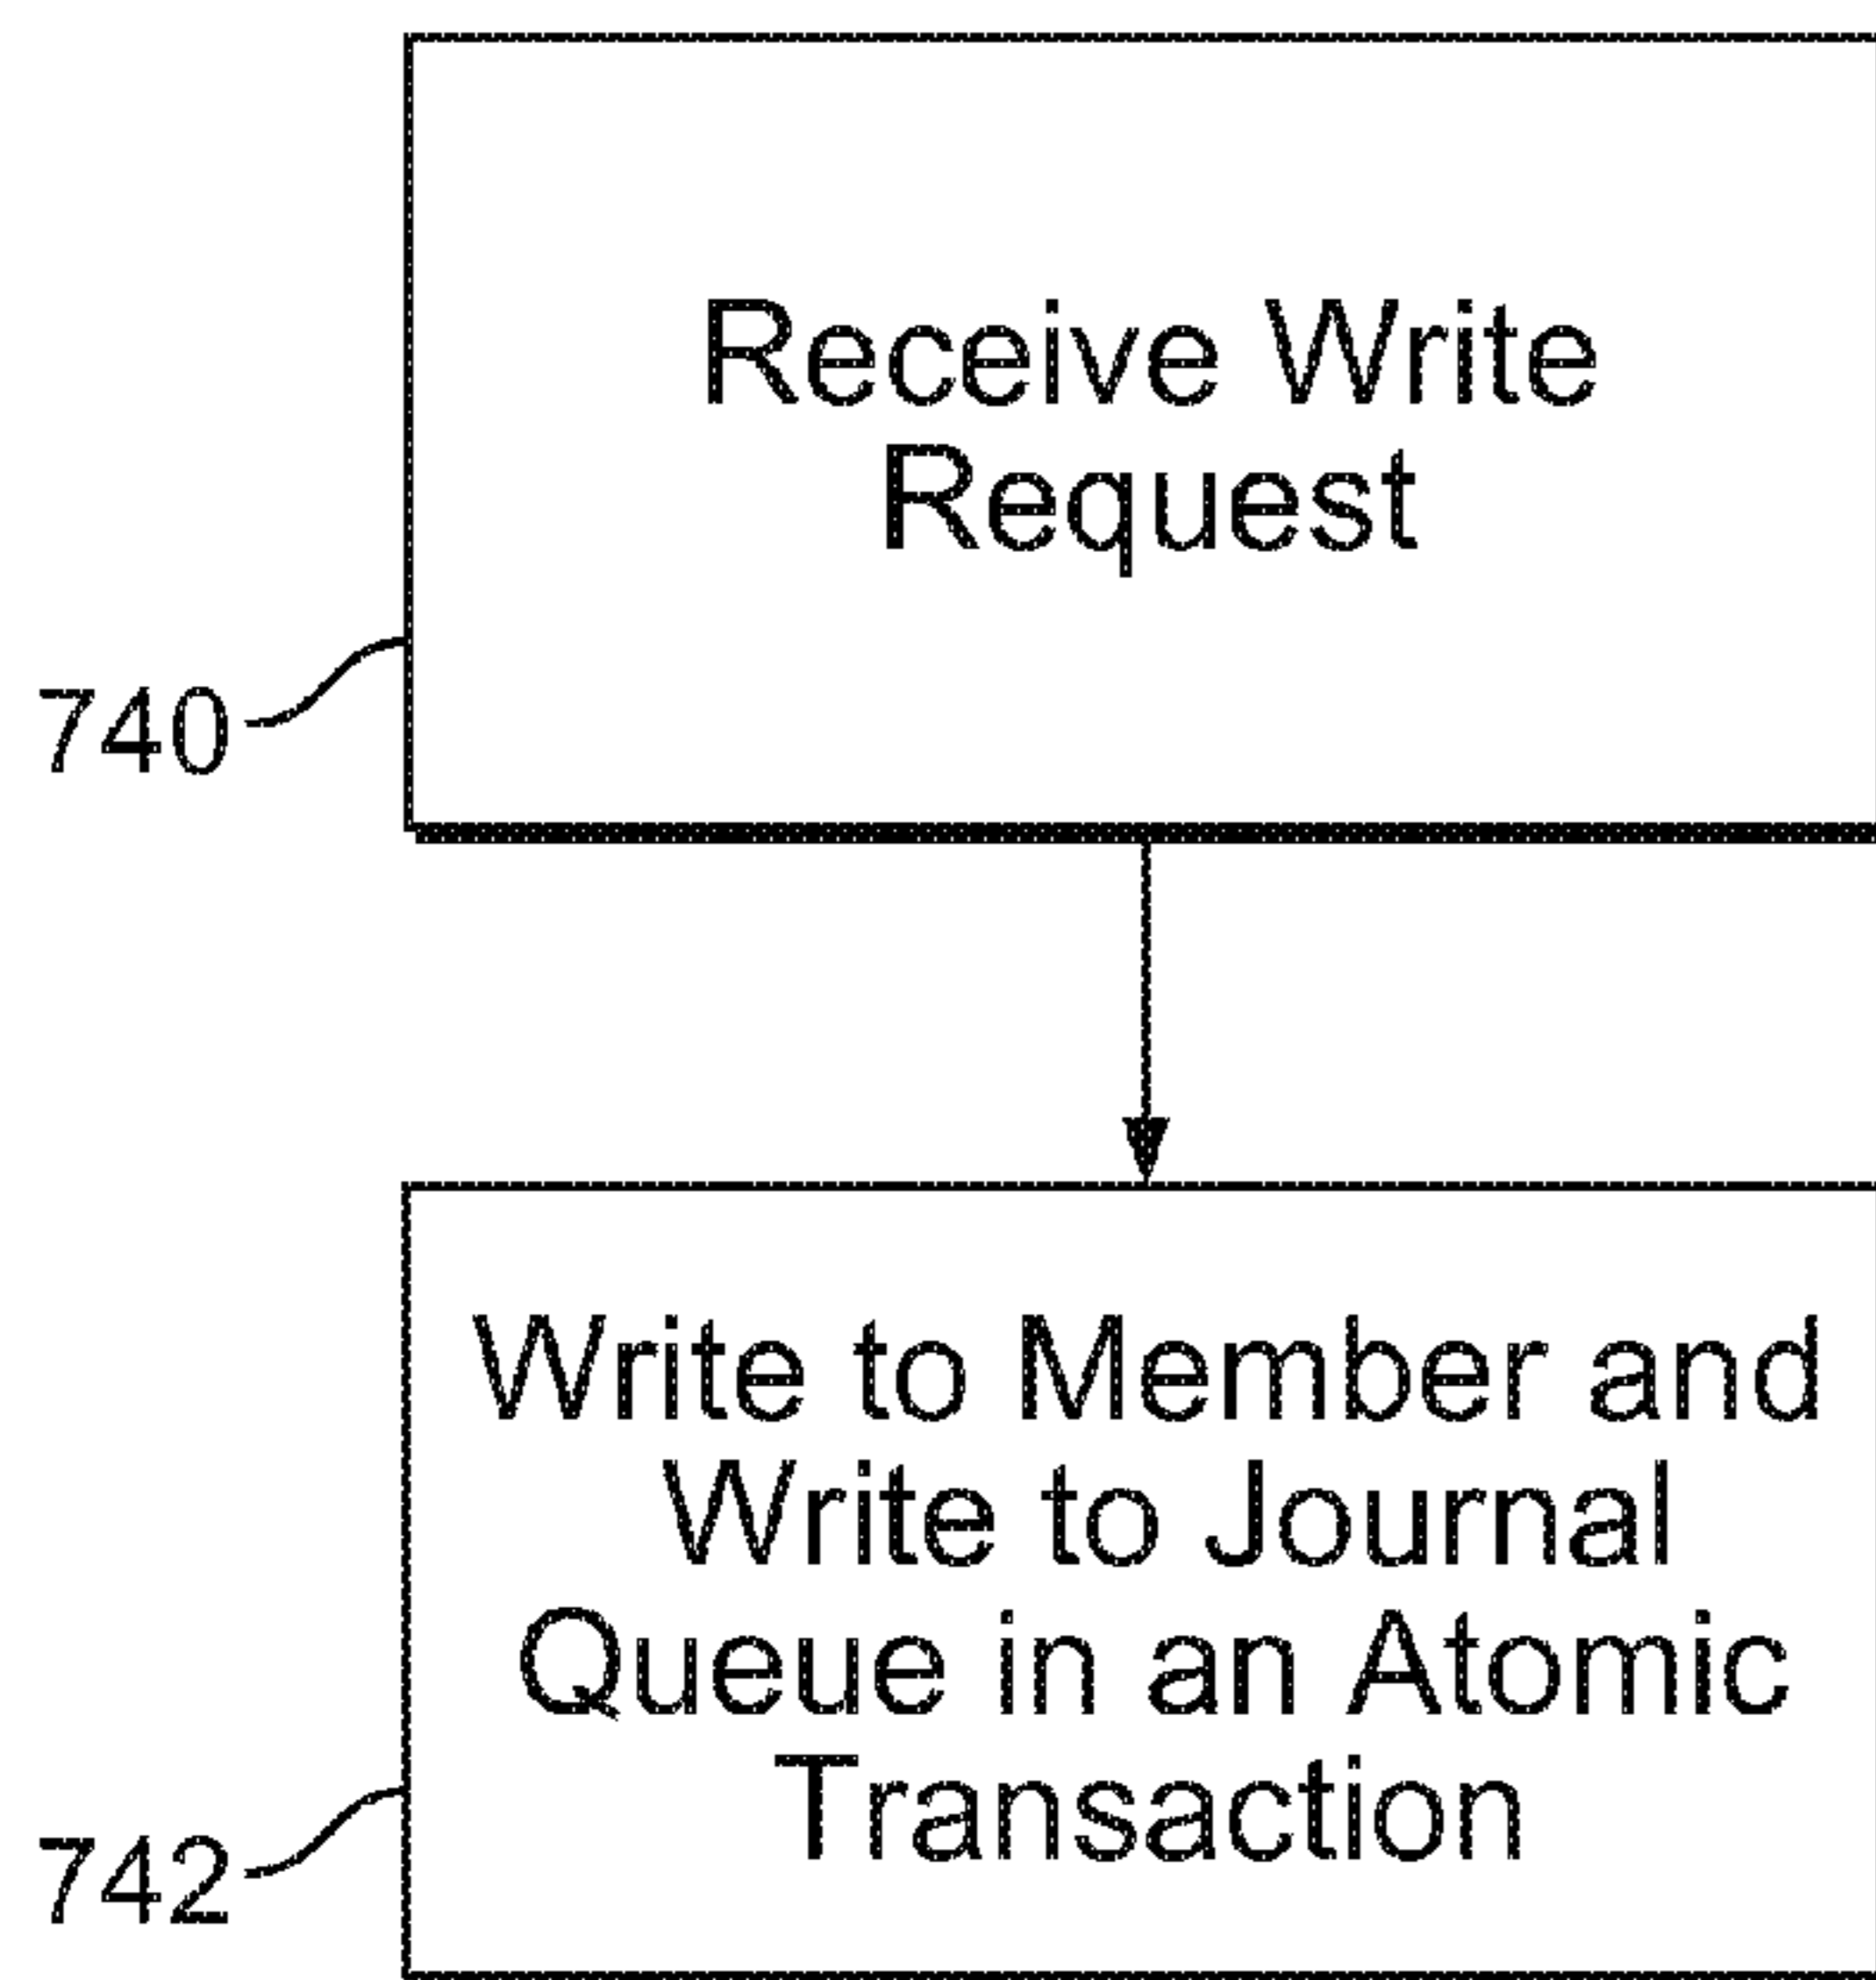 Receive Write
Request
740
Write to Member and
Write to Journal
Queue in an Atomic
Transaction
742